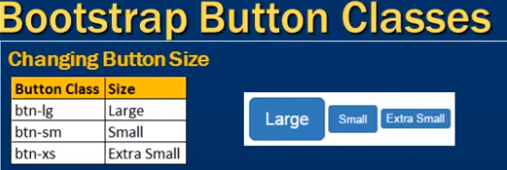 Bootstrap Button Classes
Changing Button Size
Button Class Size
btn-lg Large
btn-sm Small
btn-xs Extra Small
Large Small Extra Small